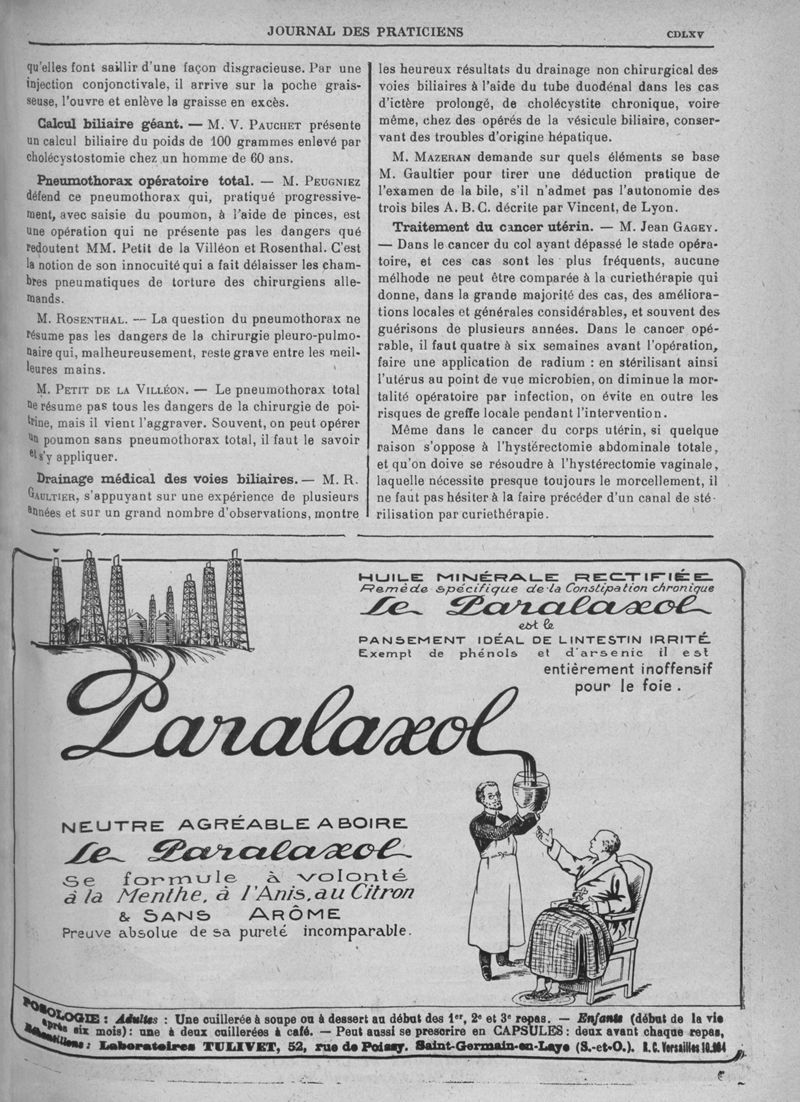 JOURNAL DES PRATICIENS
CDLXV
qu'elles font saillir d'une façon disgracieuse. Par une
injection conjonctivale, il arrive sur la poche grais-
seuse, l'ouvre et enlève la graisse en excès.
Calcul biliaire géant. — M. V. PAUCHET présente
un calcul biliaire du poids de 100 grammes enlevé par
cholécystostomie chez un homme de 60 ans.
Pneumothorax opératoire total. — M. PEUGNIEZ
défend ce pneumothorax qui, pratiqué progressive-
ment, avec saisie du poumon, à l'aide de pinces, est
une opération qui ne présente pas les dangers qué
redoutent MM. Petit de la Villéon et Rosenthal. C'est
la notion de son innocuité qui a fait délaisser les cham-
bres pneumatiques de torture des chirurgiens alle-
mands.
M. ROSENTHAL. — La question du pneumothorax ne
résume pas les dangers de la chirurgie pleuro-pulmo-
naire qui, malheureusement, reste grave entre les meil-
leures mains.
M. PETIT DE LA VILLÉON. — Le pneumothorax total
ne résume pas tous les dangers de la chirurgie de poi-
trine, mais il vient l'aggraver. Souvent, on peut opérer
un poumon sans pneumothorax total, il faut le savoir
et s'y appliquer.
Drainage médical des voies biliaires. — M. R.
GAULTIER, s'appuyant sur une expérience de plusieurs
années et sur un grand nombre d'observations, montre
les heureux résultats du drainage non chirurgical des
voies biliaires à l'aide du tube duodénal dans les cas
d'ictère prolongé, de cholécystite chronique, voire
même, chez des opérés de la vésicule biliaire, conser-
vant des troubles d'origine hépatique.
M. MAZERAN demande sur quels éléments se base
M. Gaultier pour tirer une déduction pratique de
l'examen de la bile, s'il n'admet pas l'autonomie des
trois biles A. B. C. décrite par Vincent, de Lyon.
Traitement du cancer utérin. — M. Jean GAGEY.
— Dans le cancer du col ayant dépassé le stade opéra-
toire, et ces cas sont les plus fréquents, aucune
mélhode ne peut être comparée à la curiethérapie qui
donne, dans la grande majorité des cas, des améliora-
tions locales et générales considérables, et souvent des
guérisons de plusieurs années. Dans le cancer opé-
rable, il faut quatre à six semaines avant l'opération,
faire une application de radium : en stérilisant ainsi
l'utérus au point de vue microbien, on diminue la mor-
talité opératoire par infection, on évite en outre les
risques de greffe locale pendant l'intervention.
Même dans le cancer du corps utérin, si quelque
raison s'oppose à l'hystérectomie abdominale totale,
et qu'on doive se résoudre à l'hystérectomie vaginale,
laquelle nécessite presque toujours le morcellement, il
ne faut pas hésiter à la faire précéder d'un canal de sté-
rilisation par curiethérapie.
HUILE MINÉRALE RECTIFIÉE
Remède spécifique de la Constipation chronique
Le Paralaxol
est le
PANSEMENT IDÉAL DE L INTESTIN IRRITÉ
Exempt de phénols et d'arsenic il est
entièrement inoffensif
pour le foie.
Paralaxol
NEUTRE AGRÉABLE A BOIRE
Le Paralaxol
Se formule à volonté
à la Menthe, à l'Anis, au Citron
& SANS ARÔME
Preuve absolue de sa pureté incomparable.
POSOLOGIE : Adultes : Une cuillerée à soupe ou à dessert au début des 1er, 2e et 3e repas. — Enfants (début de la vie
après six mois) : une à deux cuillerées à café. — Peut aussi se prescrire en CAPSULES : deux avant chaque repas,
Échantillons : Laboratoires TULIVET, 52, rue de Poissy. Saint-Germain-en-Laye (S.-et-O.). R.C. Versailles